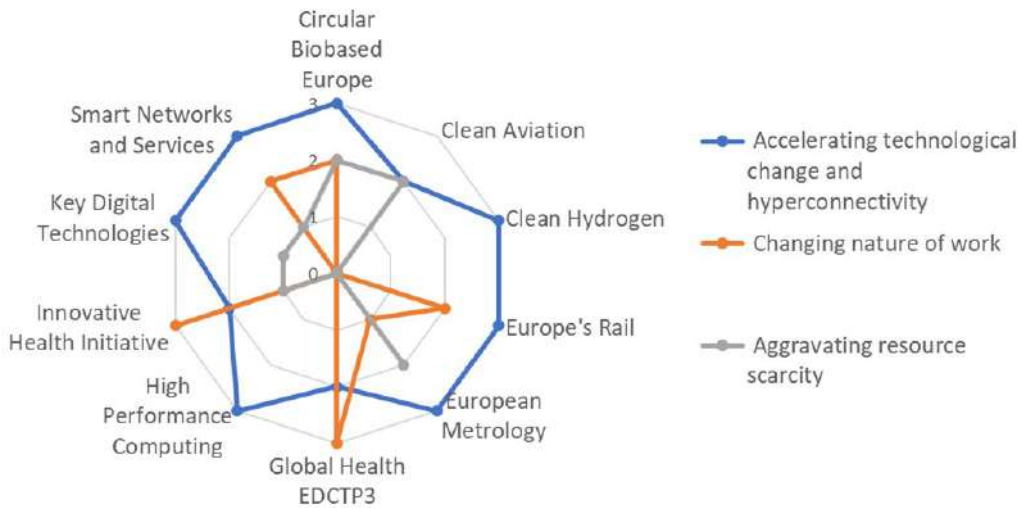 Circular
Biobased
Europe
Smart Networks
and Services
Clean Aviation
Key Digital
Technologies
Clean Hydrogen
Innovative
Health Initiative
Europe's Rail
High
Performance
Computing
European
Metrology
Global Health
EDCTP3
3
2
1
0
Accelerating technological
change and
hyperconnectivity
Changing nature of work
Aggravating resource
scarcity